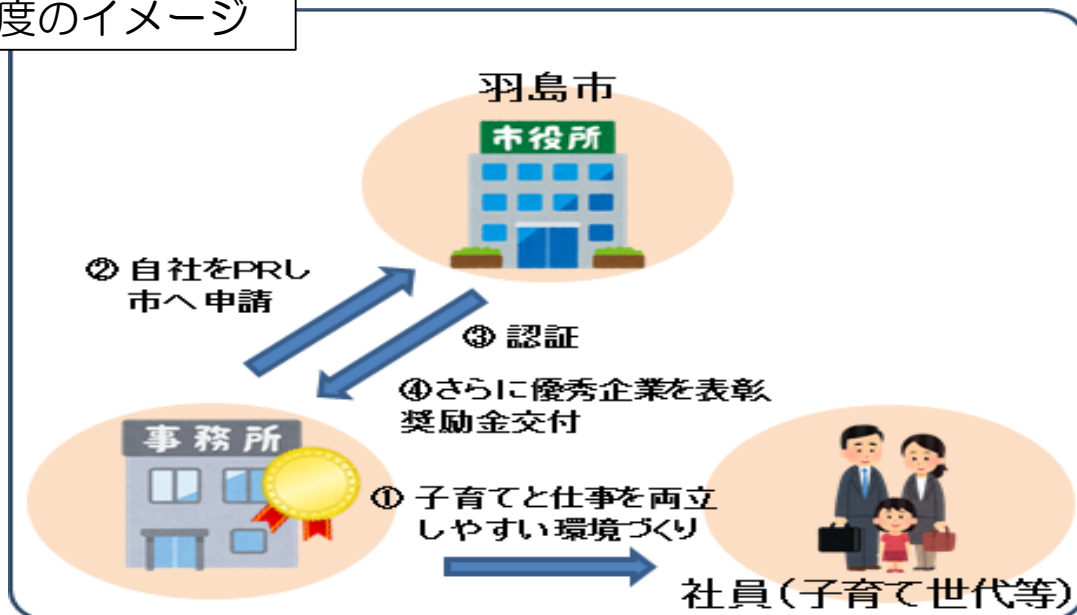 度のイメージ
羽島市
市役所
② 自社をPRし
市へ申請
③ 認証
④さらに優秀企業を表彰、
奨励金交付
事務所
① 子育てと仕事を両立
しやすい環境づくり
社員(子育て世代等)